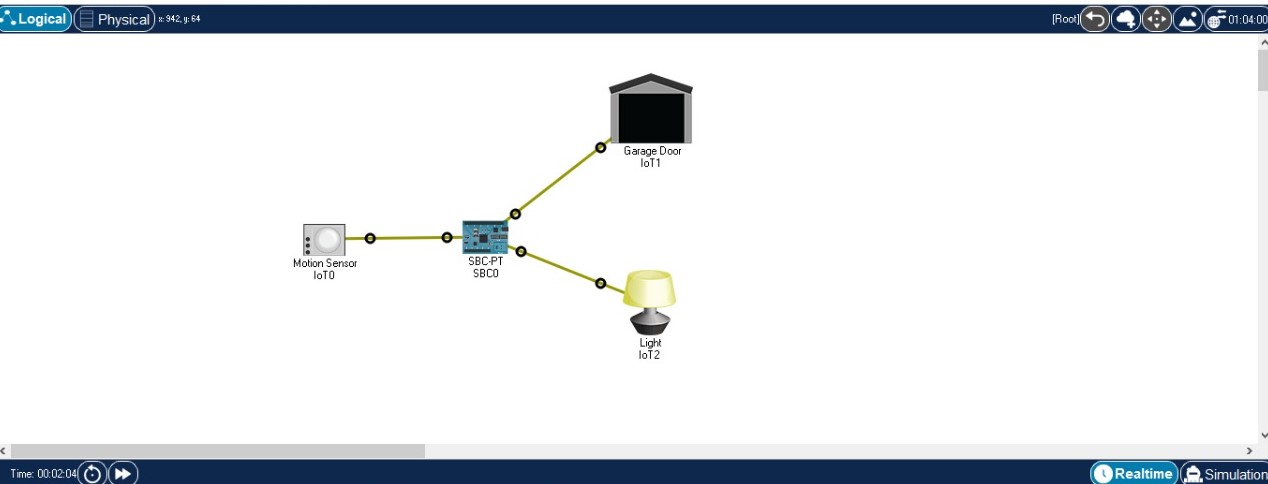 Logical Physical x: 942, y: 64 [Root] 01:04:00
Garage Door
IoT1
Motion Sensor
IoT0
SBC-PT
SBC0
Light
IoT2
Time: 00:02:04 Realtime Simulation